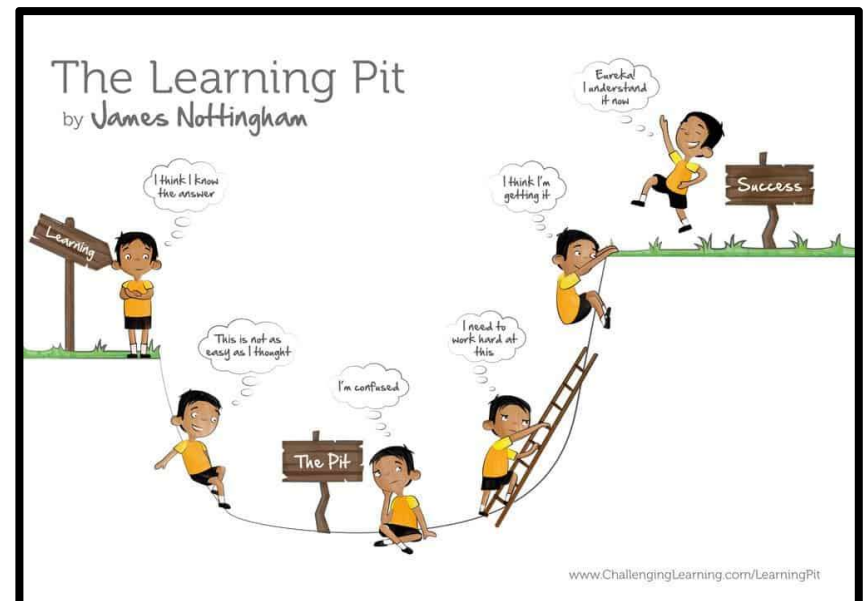 The Learning Pit
by James Nottingham
Learning
I think I know
the answer
This is not as
easy as I thought
The Pit
I'm confused
I need to
work hard at
this
I think I'm
getting it
Eureka!
I understand
it now
Success
www.ChallengingLearning.com/LearningPit